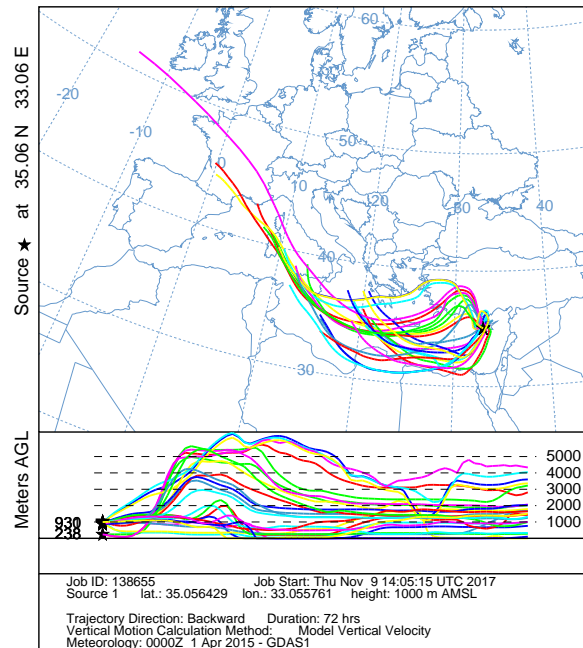 Source ★ at 35.06 N 33.06 E
60
-20
-10
50
0
10
20
30
40
40
30
Meters AGL
5000
4000
3000
2000
1000
930
238
Job ID: 138655 Job Start: Thu Nov 9 14:05:15 UTC 2017
Source 1 lat.: 35.056429 lon.: 33.055761 height: 1000 m AMSL
Trajectory Direction: Backward Duration: 72 hrs
Vertical Motion Calculation Method: Model Vertical Velocity
Meteorology: 0000Z 1 Apr 2015 - GDAS1